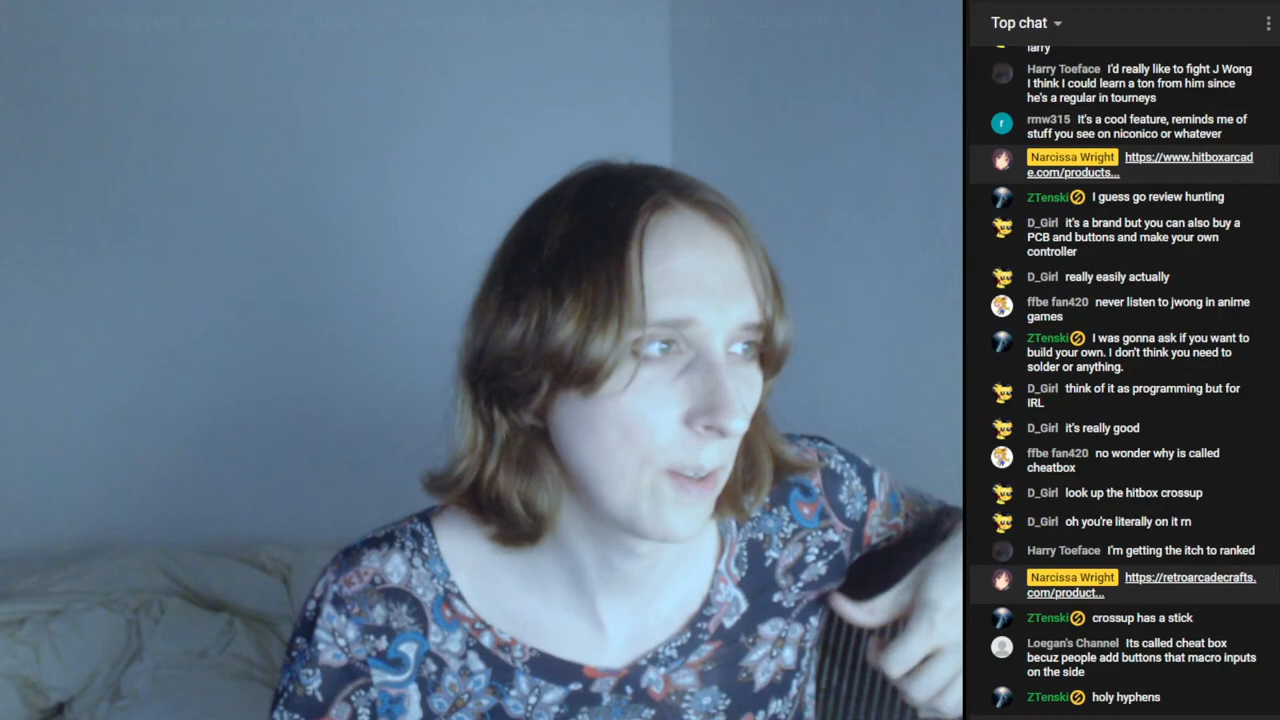 Top chat
larry
Harry Toeface I'd really like to fight J Wong
I think I could learn a ton from him since
he's a regular in tourneys
r
rmw315 It's a cool feature, reminds me of
stuff you see on niconico or whatever
Narcissa Wright https://www.hitboxarcad
e.com/products...
ZTenski I guess go review hunting
D_Girl it's a brand but you can also buy a
PCB and buttons and make your own
controller
D_Girl really easily actually
ffbe fan420 never listen to jwong in anime
games
ZTenski I was gonna ask if you want to
build your own. I don't think you need to
solder or anything.
D_Girl think of it as programming but for
IRL
D_Girl it's really good
ffbe fan420 no wonder why is called
cheatbox
D_Girl look up the hitbox crossup
D_Girl oh you're literally on it rn
Harry Toeface I'm getting the itch to ranked
Narcissa Wright https://retroarcadecrafts.
com/product...
ZTenski crossup has a stick
Loegan's Channel Its called cheat box
becuz people add buttons that macro inputs
on the side
ZTenski holy hyphens